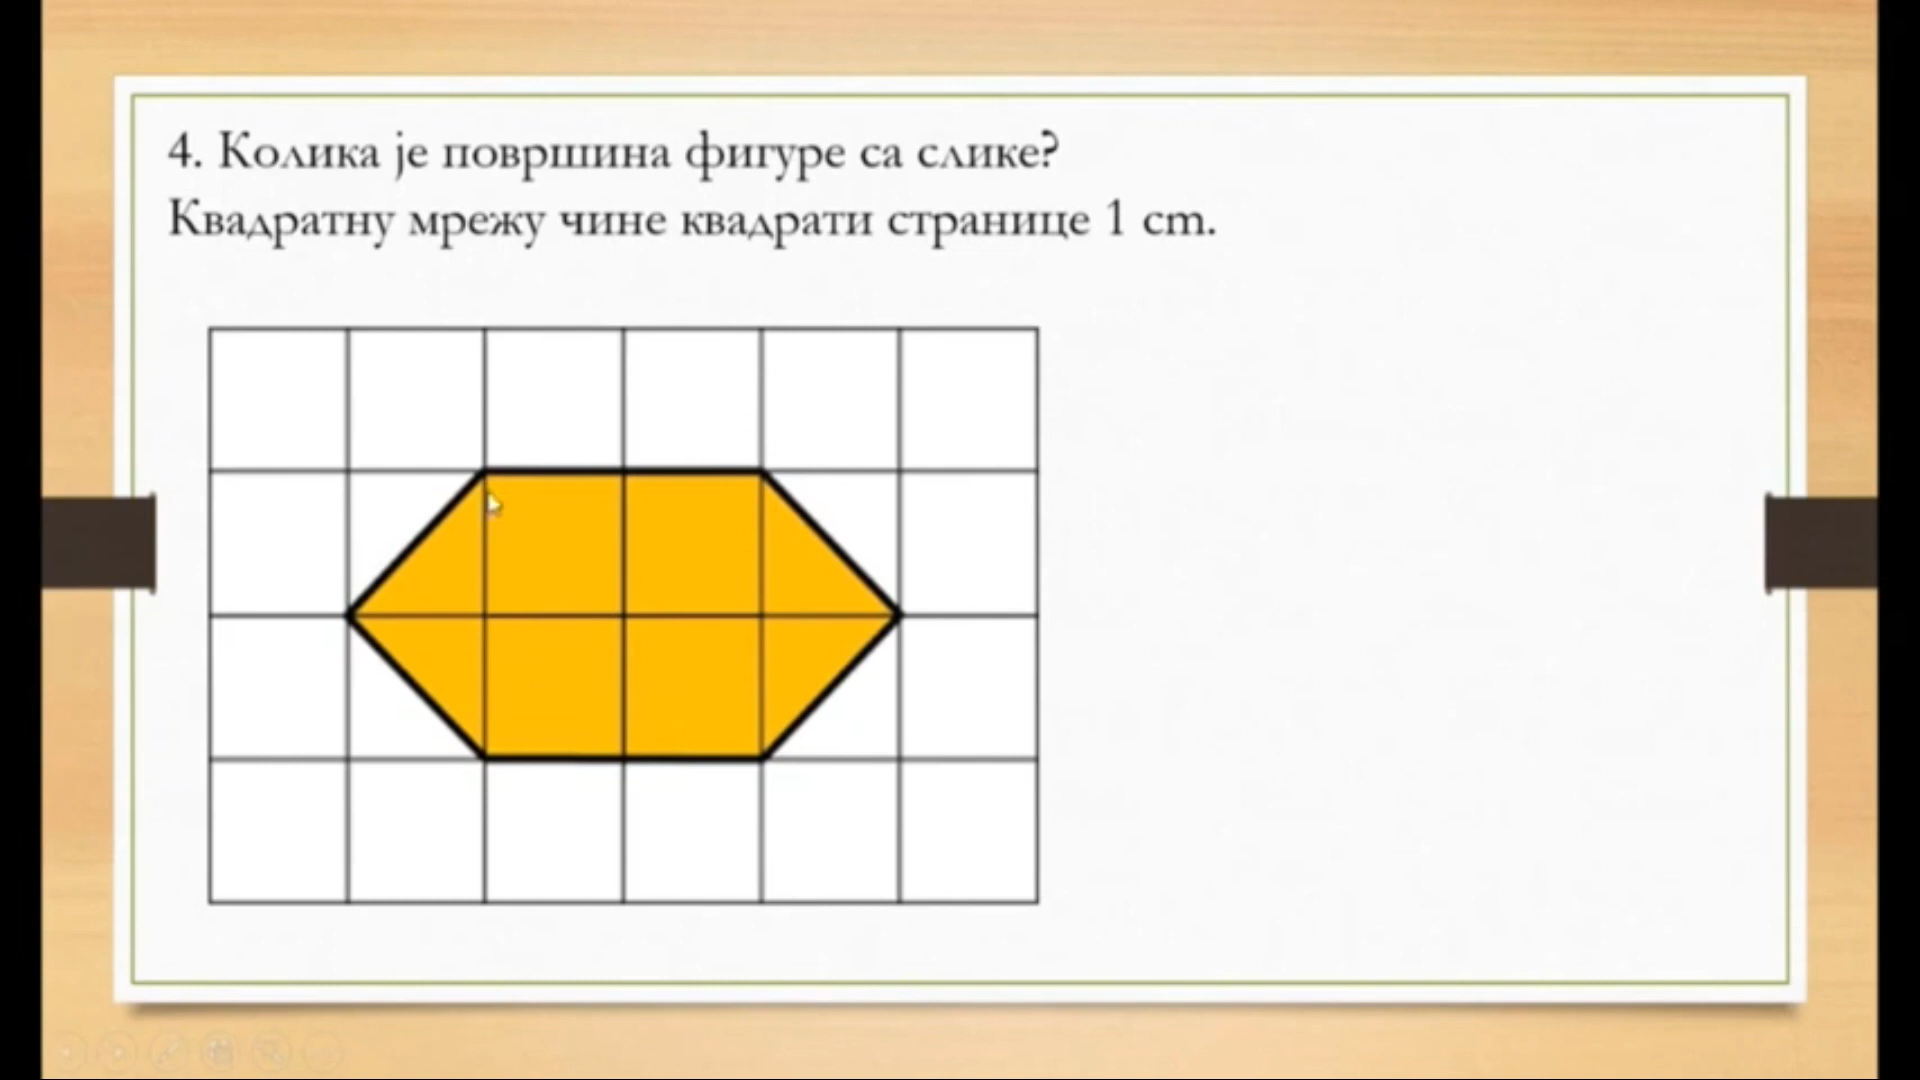 4. Колика је површина фигуре са слике?
Квадратну мрежу чине квадрати странице 1 cm.